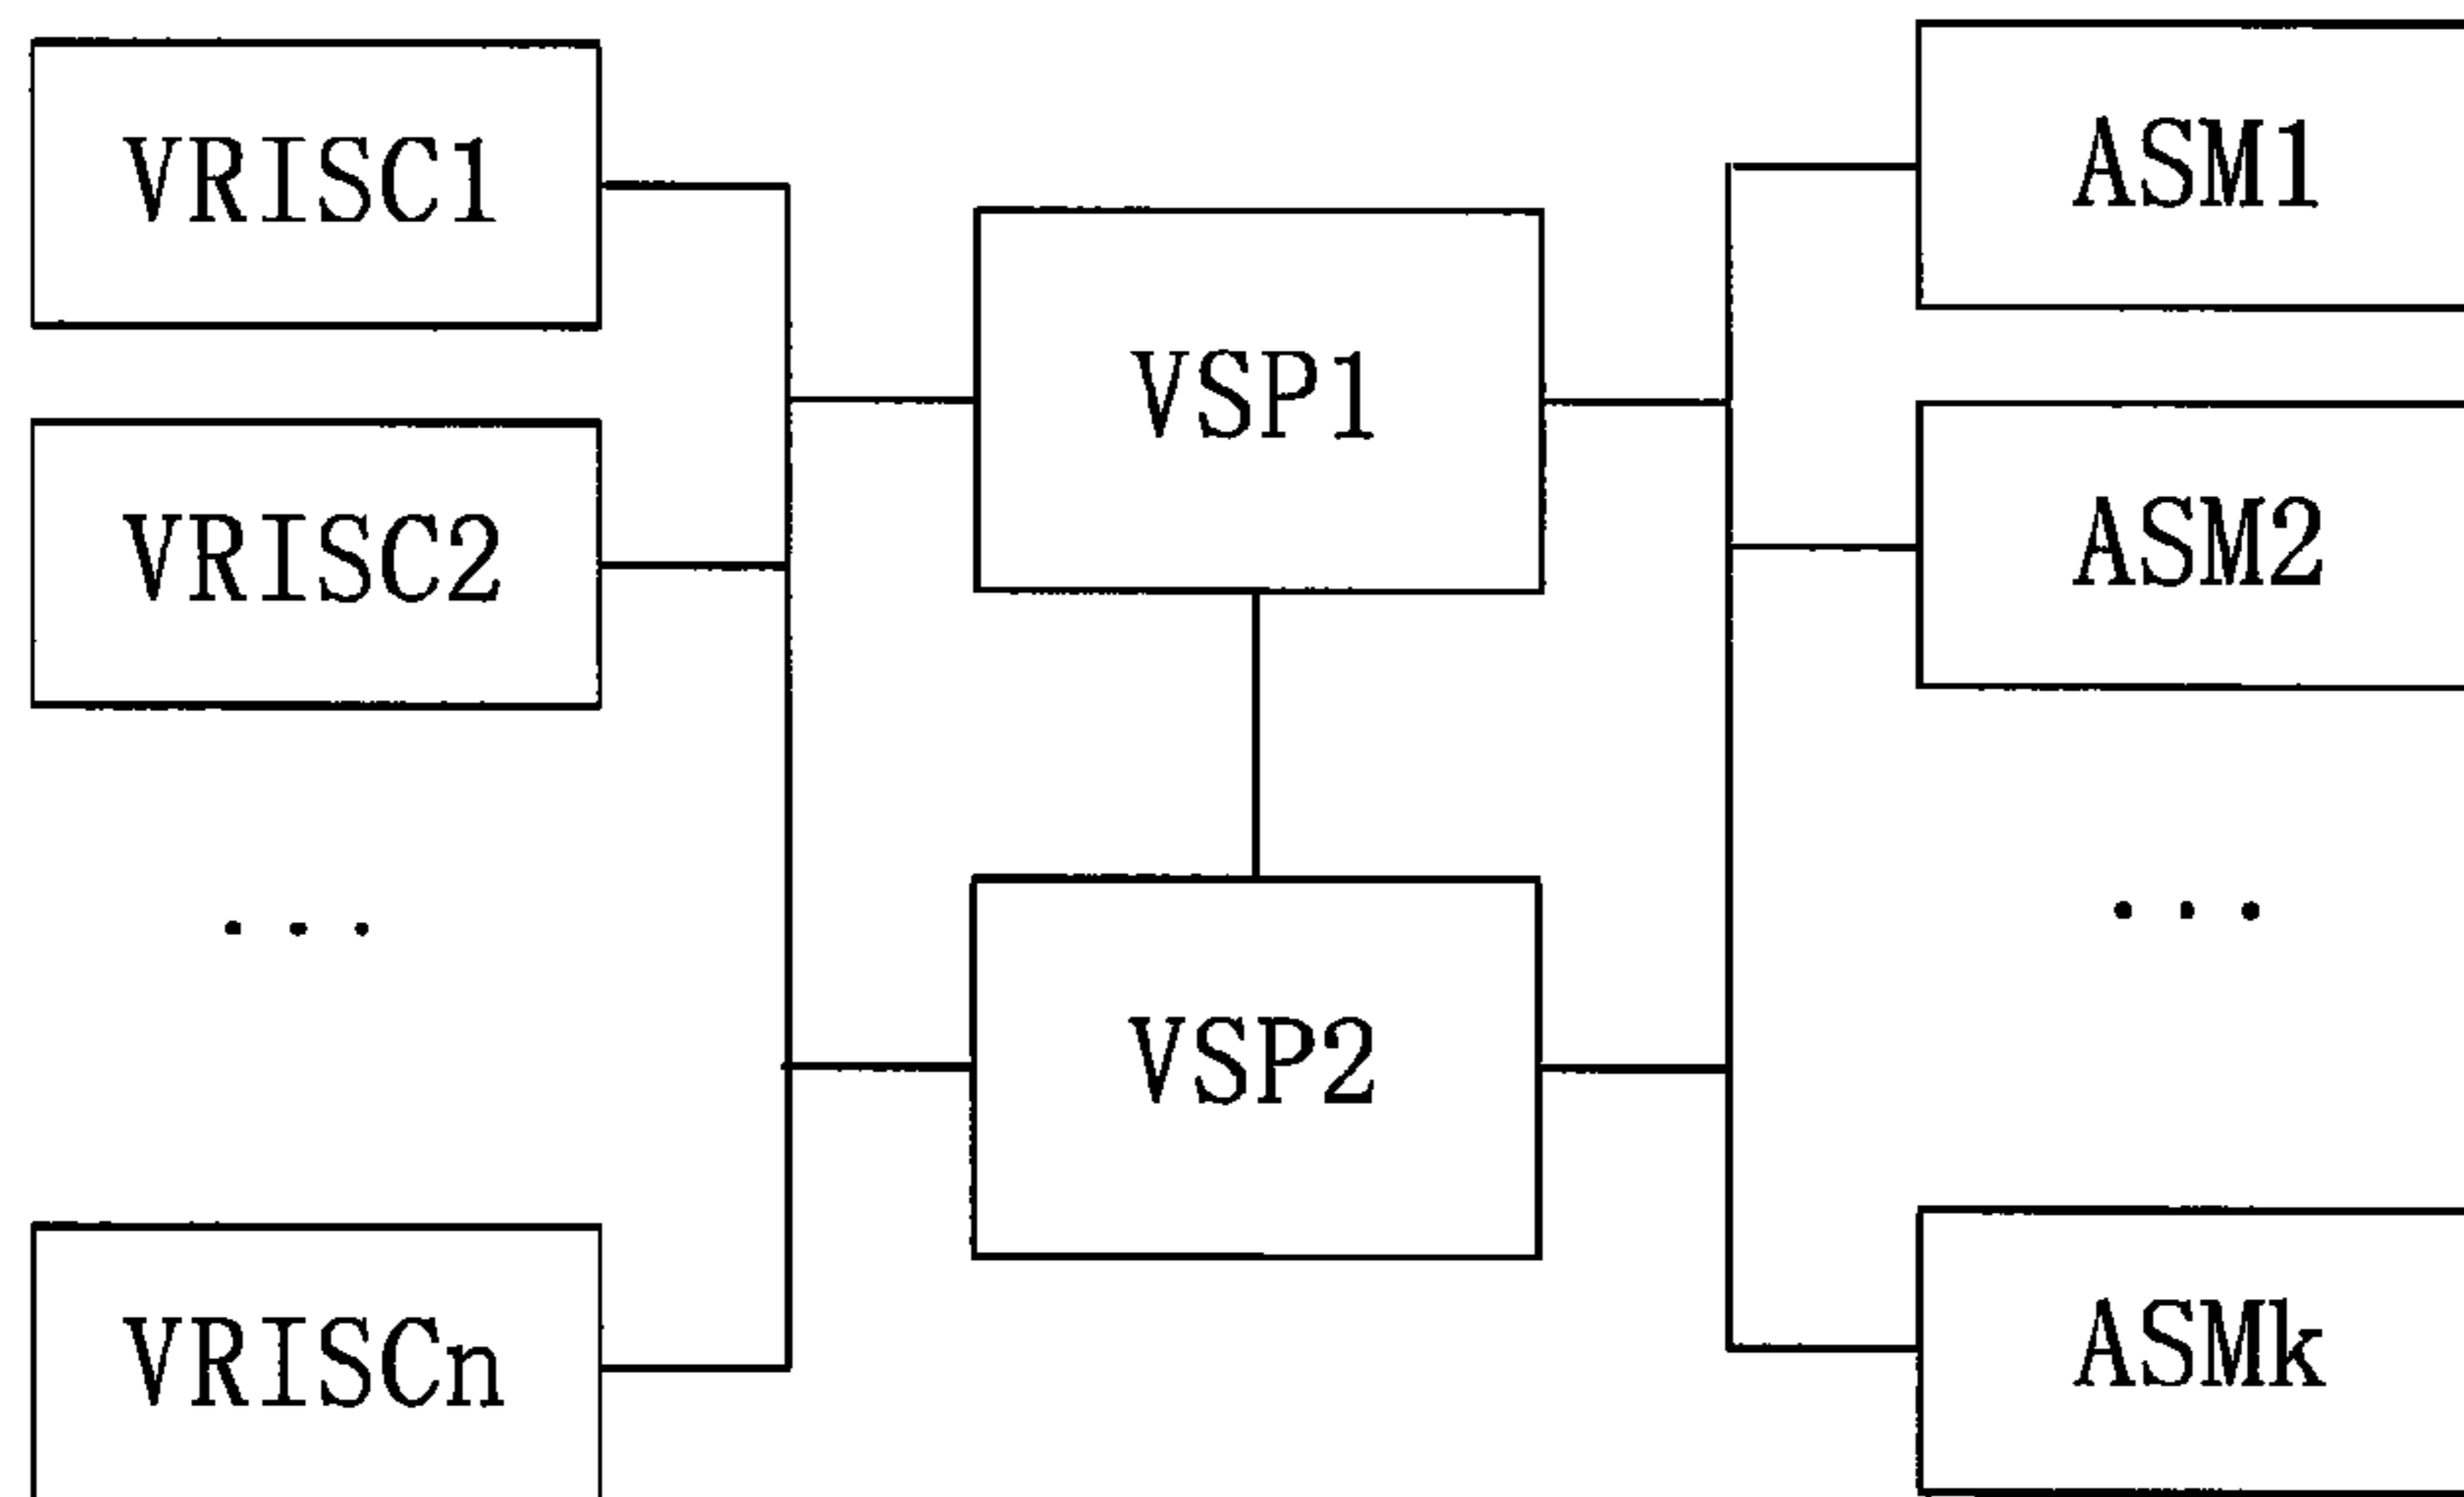 VRISC1
VRISC2
. . .
VRISCn
VSP1
VSP2
ASM1
ASM2
. . .
ASMk